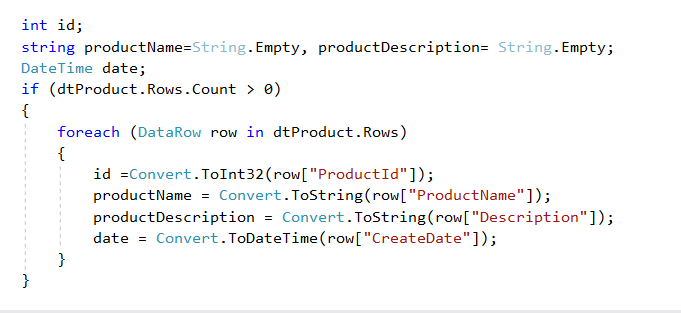 int id;
string productName=String.Empty, productDescription= String.Empty;
DateTime date;
if (dtProduct.Rows.Count > 0)
{
    foreach (DataRow row in dtProduct.Rows)
    {
        id =Convert.ToInt32(row["ProductId"]);
        productName = Convert.ToString(row["ProductName"]);
        productDescription = Convert.ToString(row["Description"]);
        date = Convert.ToDateTime(row["CreateDate"]);
    }
}